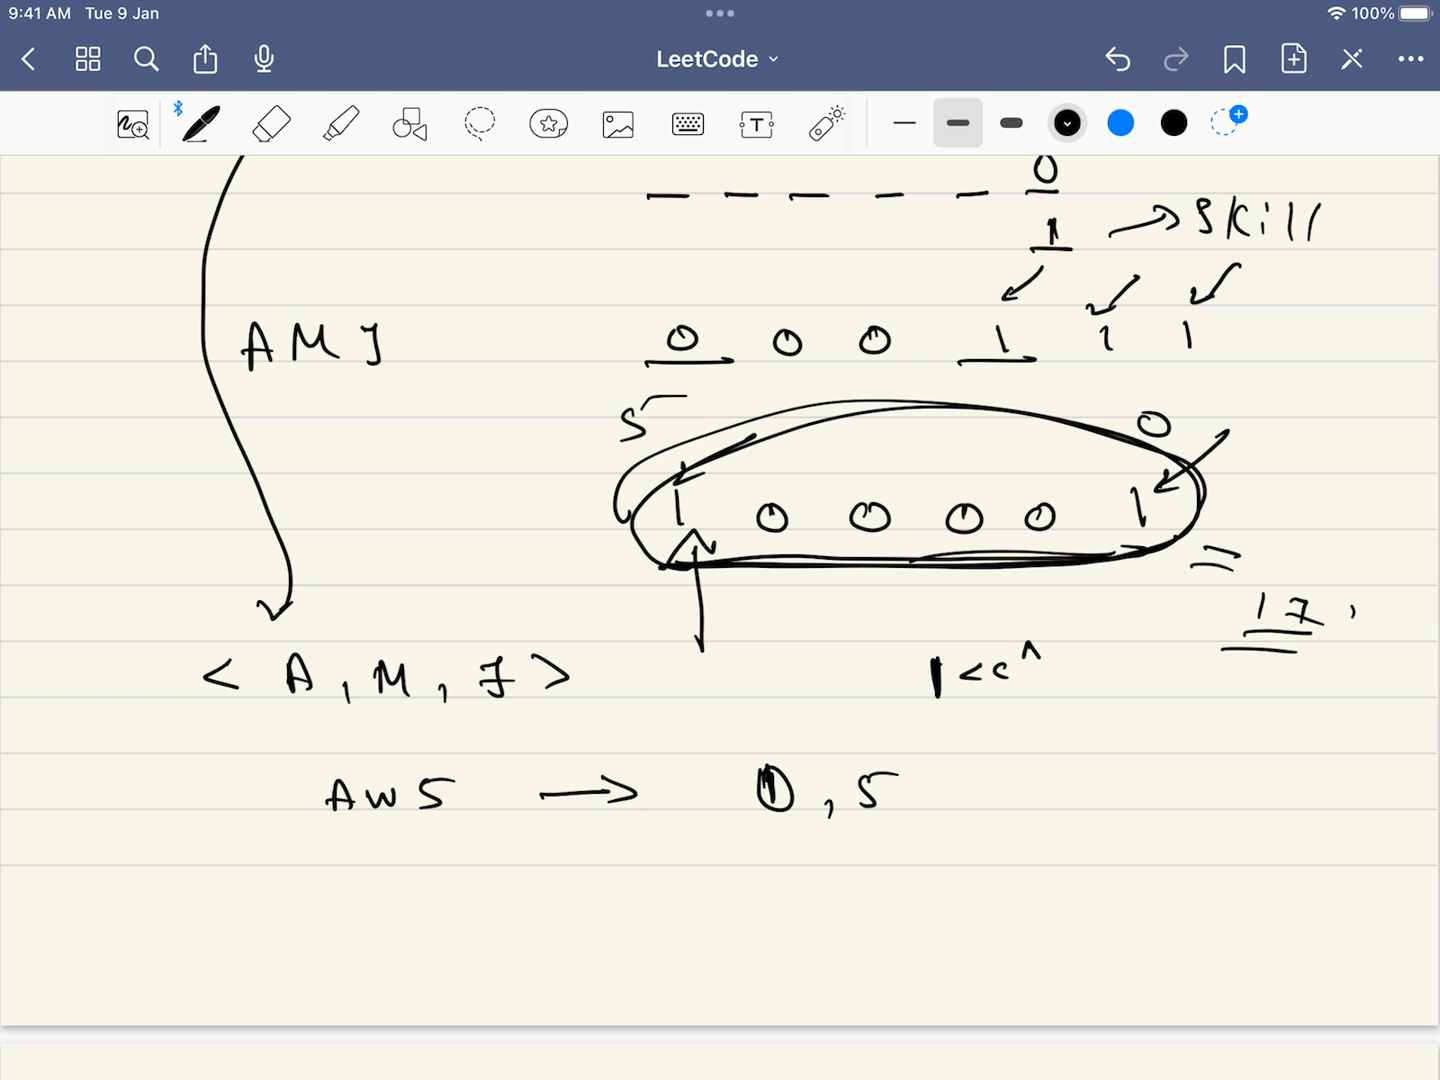 9:41 AM Tue 9 Jan 100%
LeetCode
T
0
1 → Skill
A M J 0 0 0 1 1 1
5 0
1 0 0 0 0 1
17
< A , M , J >
AWS → 0 , 5